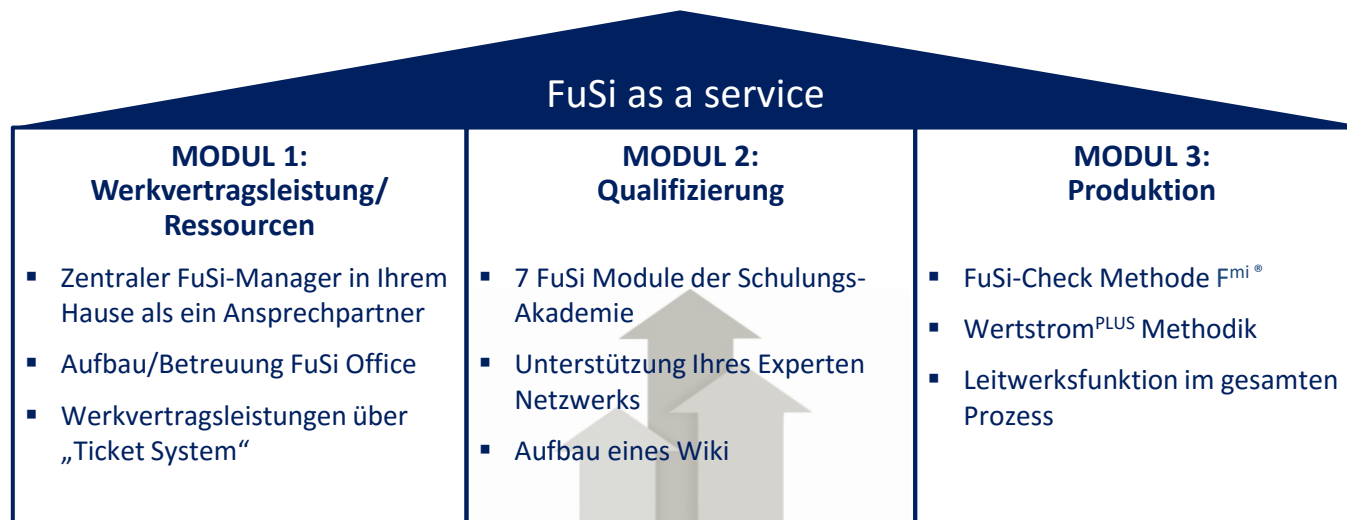 FuSi as a service
MODUL 1:
Werkvertragsleistung/
Ressourcen
▪ Zentraler FuSi-Manager in Ihrem
Hause als ein Ansprechpartner
▪ Aufbau/Betreuung FuSi Office
▪ Werkvertragsleistungen über
„Ticket System“
MODUL 2:
Qualifizierung
▪ 7 FuSi Module der Schulungs-
Akademie
▪ Unterstützung Ihres Experten
Netzwerks
▪ Aufbau eines Wiki
MODUL 3:
Produktion
▪ FuSi-Check Methode Fmi ®
▪ WertstromPLUS Methodik
▪ Leitwerksfunktion im gesamten
Prozess